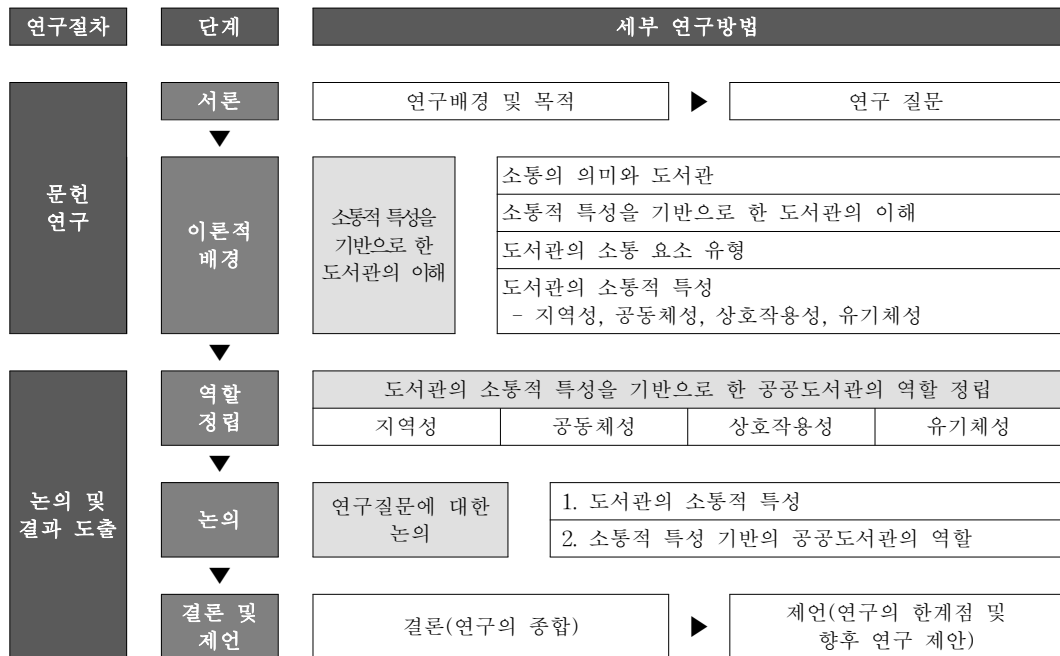 연구절차
단계
세부 연구방법
문헌
연구
서론
연구배경 및 목적
▶
연구 질문
▼
이론적
배경
소통적 특성을
기반으로 한
도서관의 이해
소통의 의미와 도서관
소통적 특성을 기반으로 한 도서관의 이해
도서관의 소통 요소 유형
도서관의 소통적 특성
- 지역성, 공동체성, 상호작용성, 유기체성
▼
논의 및
결과 도출
역할
정립
도서관의 소통적 특성을 기반으로 한 공공도서관의 역할 정립
지역성
공동체성
상호작용성
유기체성
▼
논의
연구질문에 대한
논의
1. 도서관의 소통적 특성
2. 소통적 특성 기반의 공공도서관의 역할
▼
결론 및
제언
결론(연구의 종합)
▶
제언(연구의 한계점 및
향후 연구 제안)